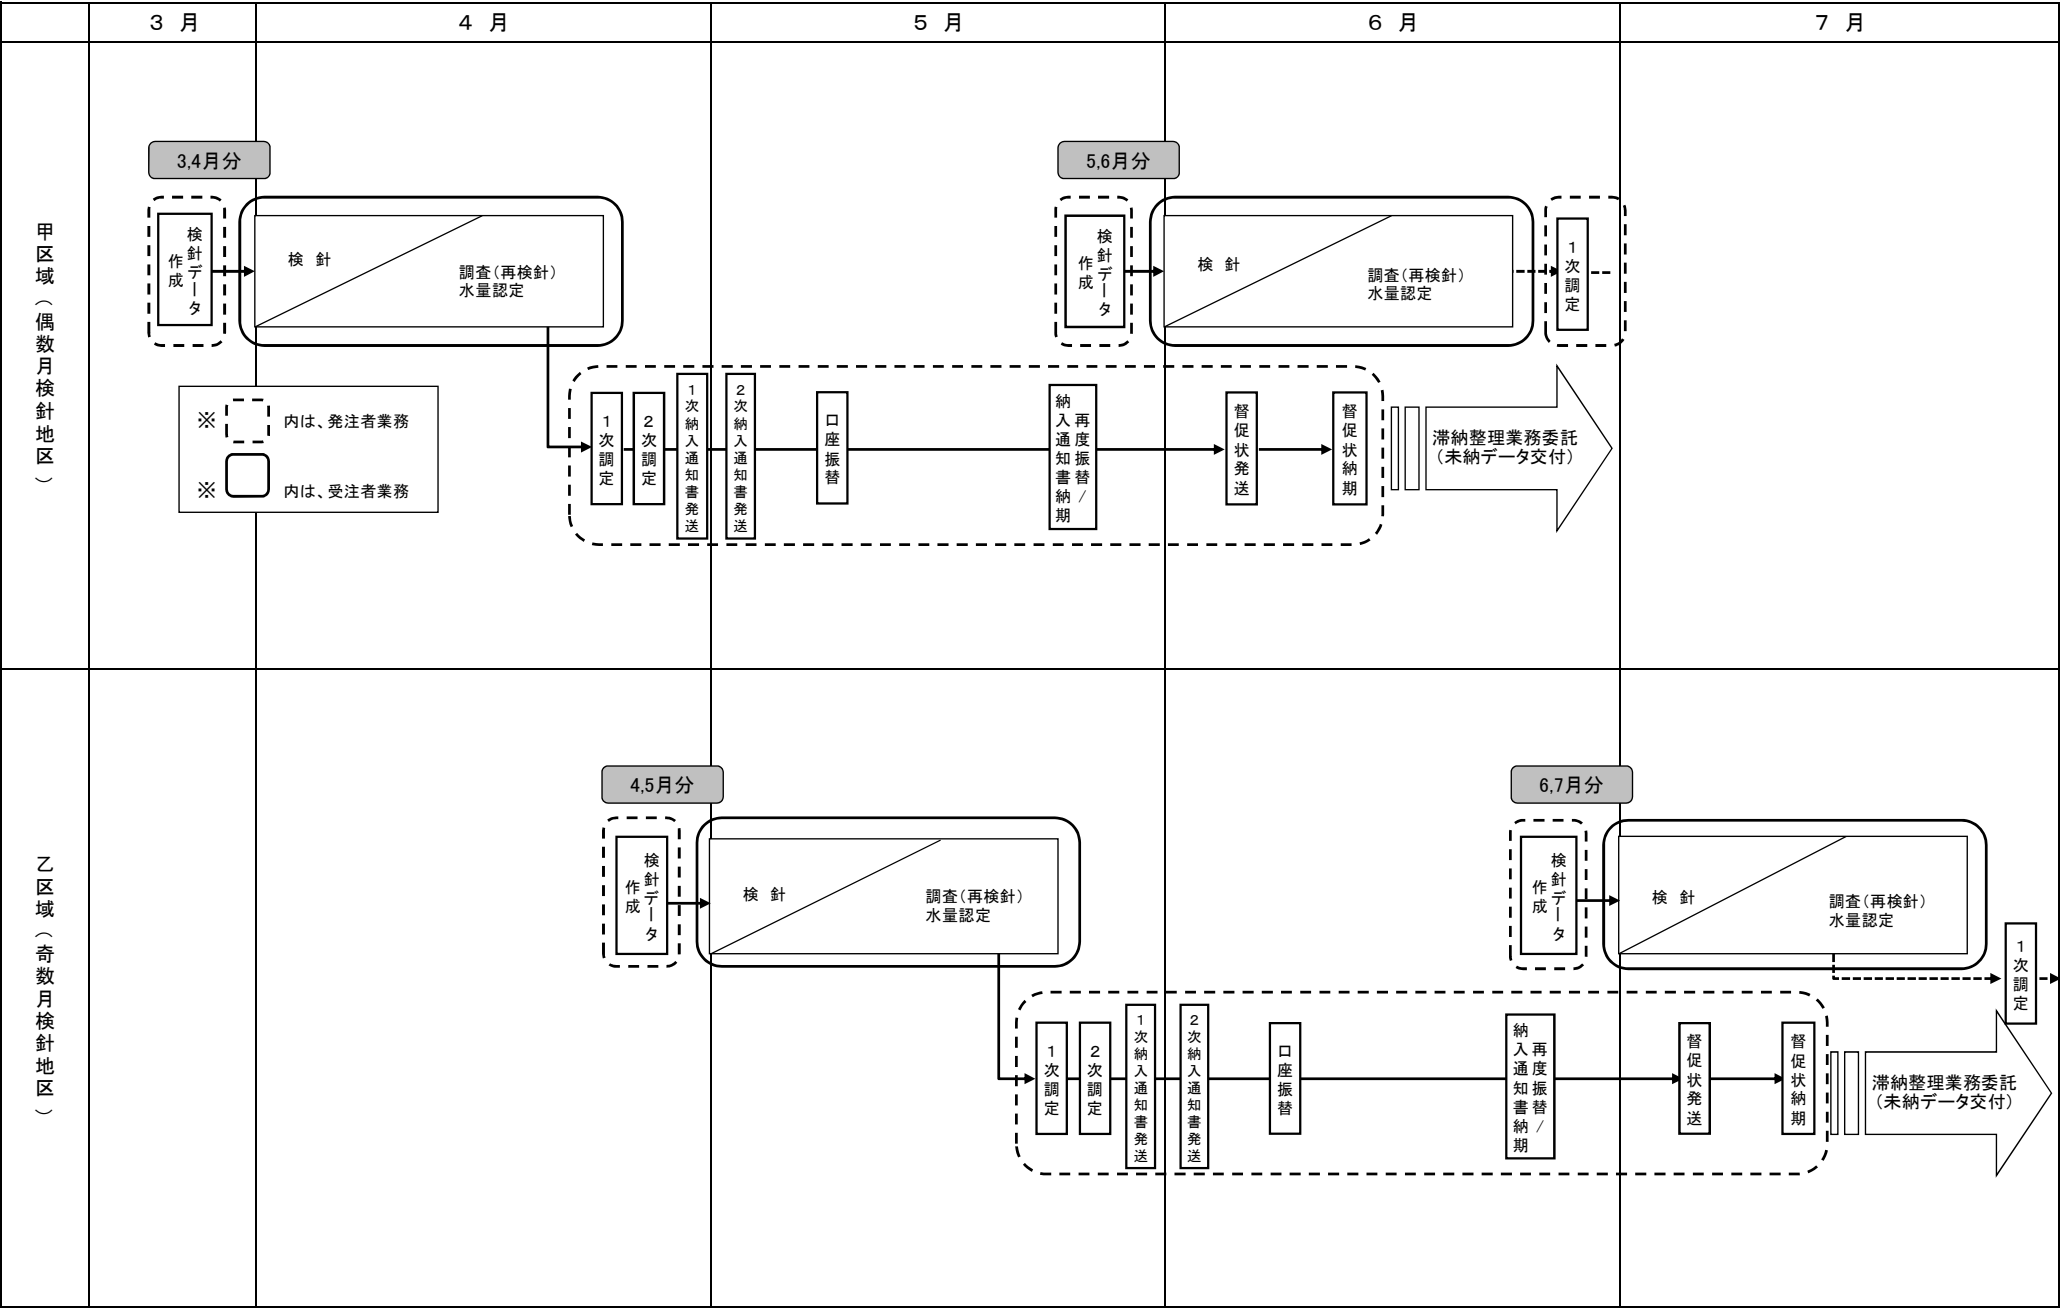 ３ 月
４ 月
５ 月
６ 月
７ 月
甲区域（偶数月検針地区）
3,4月分
検針データ
作成
検 針
調査（再検針）
水量認定
※ 内は、発注者業務
※ 内は、受注者業務
１次調定
２次調定
１次納入通知書発送
２次納入通知書発送
口座振替
再度振替/
納入通知書納期
督促状発送
督促状納期
滞納整理業務委託
（未納データ交付）
5,6月分
検針データ
作成
検 針
調査（再検針）
水量認定
１次調定
乙区域（奇数月検針地区）
4,5月分
検針データ
作成
検 針
調査（再検針）
水量認定
１次調定
２次調定
１次納入通知書発送
２次納入通知書発送
口座振替
再度振替/
納入通知書納期
督促状発送
督促状納期
滞納整理業務委託
（未納データ交付）
6,7月分
検針データ
作成
検 針
調査（再検針）
水量認定
１次調定